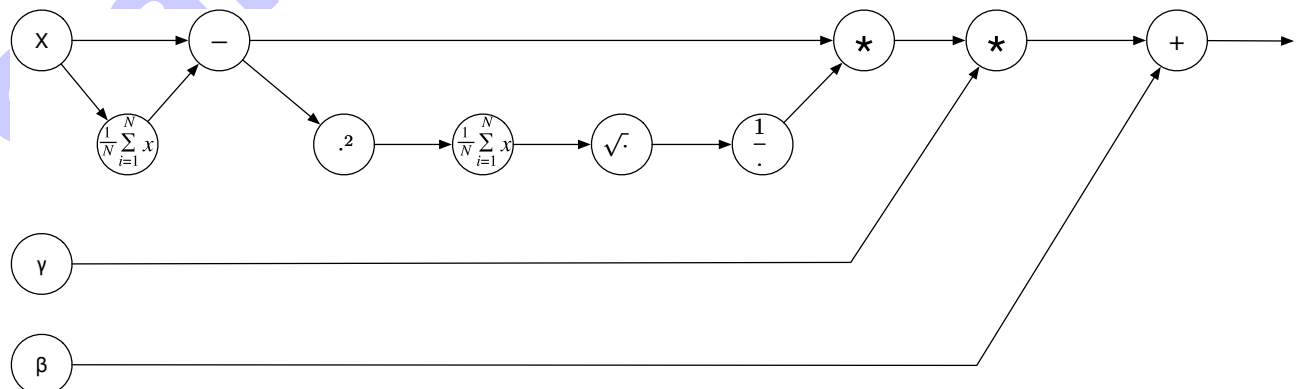 X
−
*
*
+
1/N N Σ i=1 x
.²
1/N N Σ i=1 x
√·
1/.
γ
β